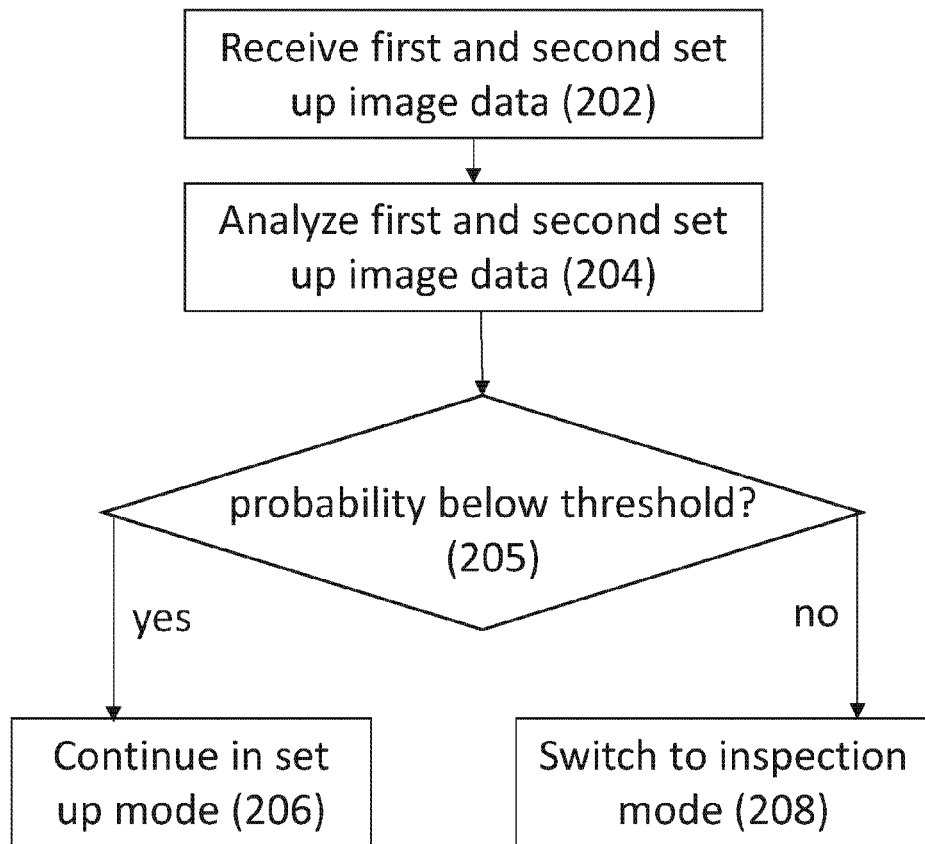 Receive first and second set
up image data (202)
Analyze first and second set
up image data (204)
probability below threshold?
(205)
yes
no
Continue in set
up mode (206)
Switch to inspection
mode (208)